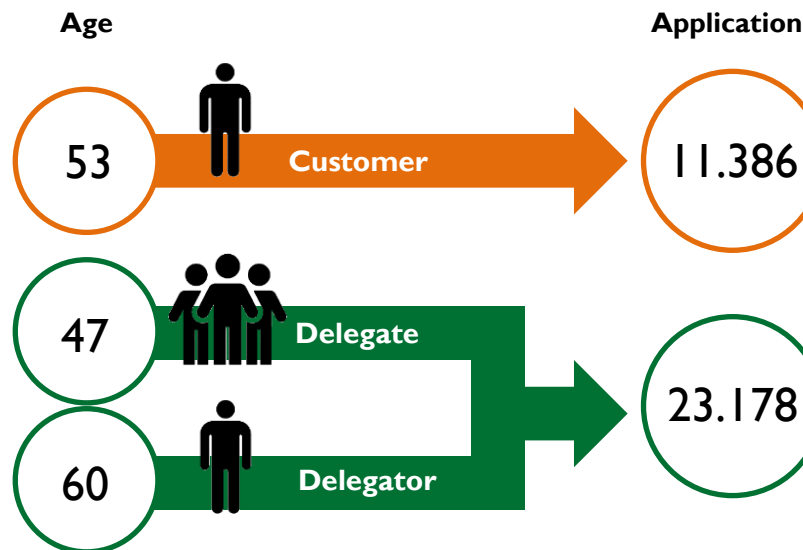 Age Application
53 Customer 11.386
47 Delegate
23.178
60 Delegator